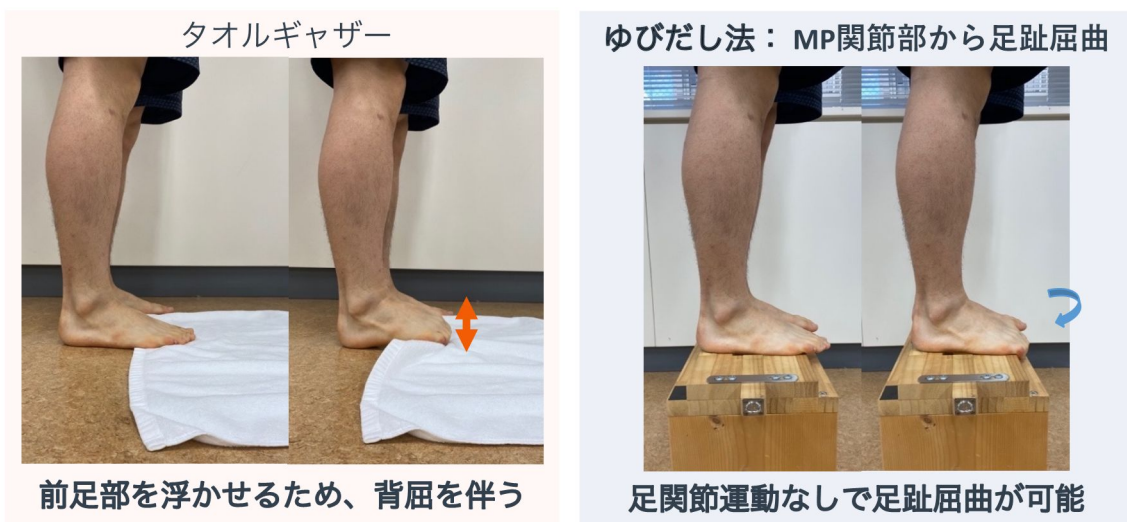 タオルギャザー
前足部を浮かせるため、背屈を伴う
ゆびだし法： MP関節部から足趾屈曲
足関節運動なしで足趾屈曲が可能